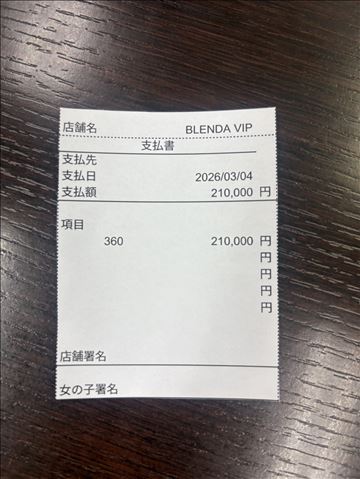 店舗名 BLENDA VIP
支払書
支払先
支払日 2026/03/04
支払額 210,000 円
項目
360 210,000 円
円
円
円
円
店舗署名
女の子署名